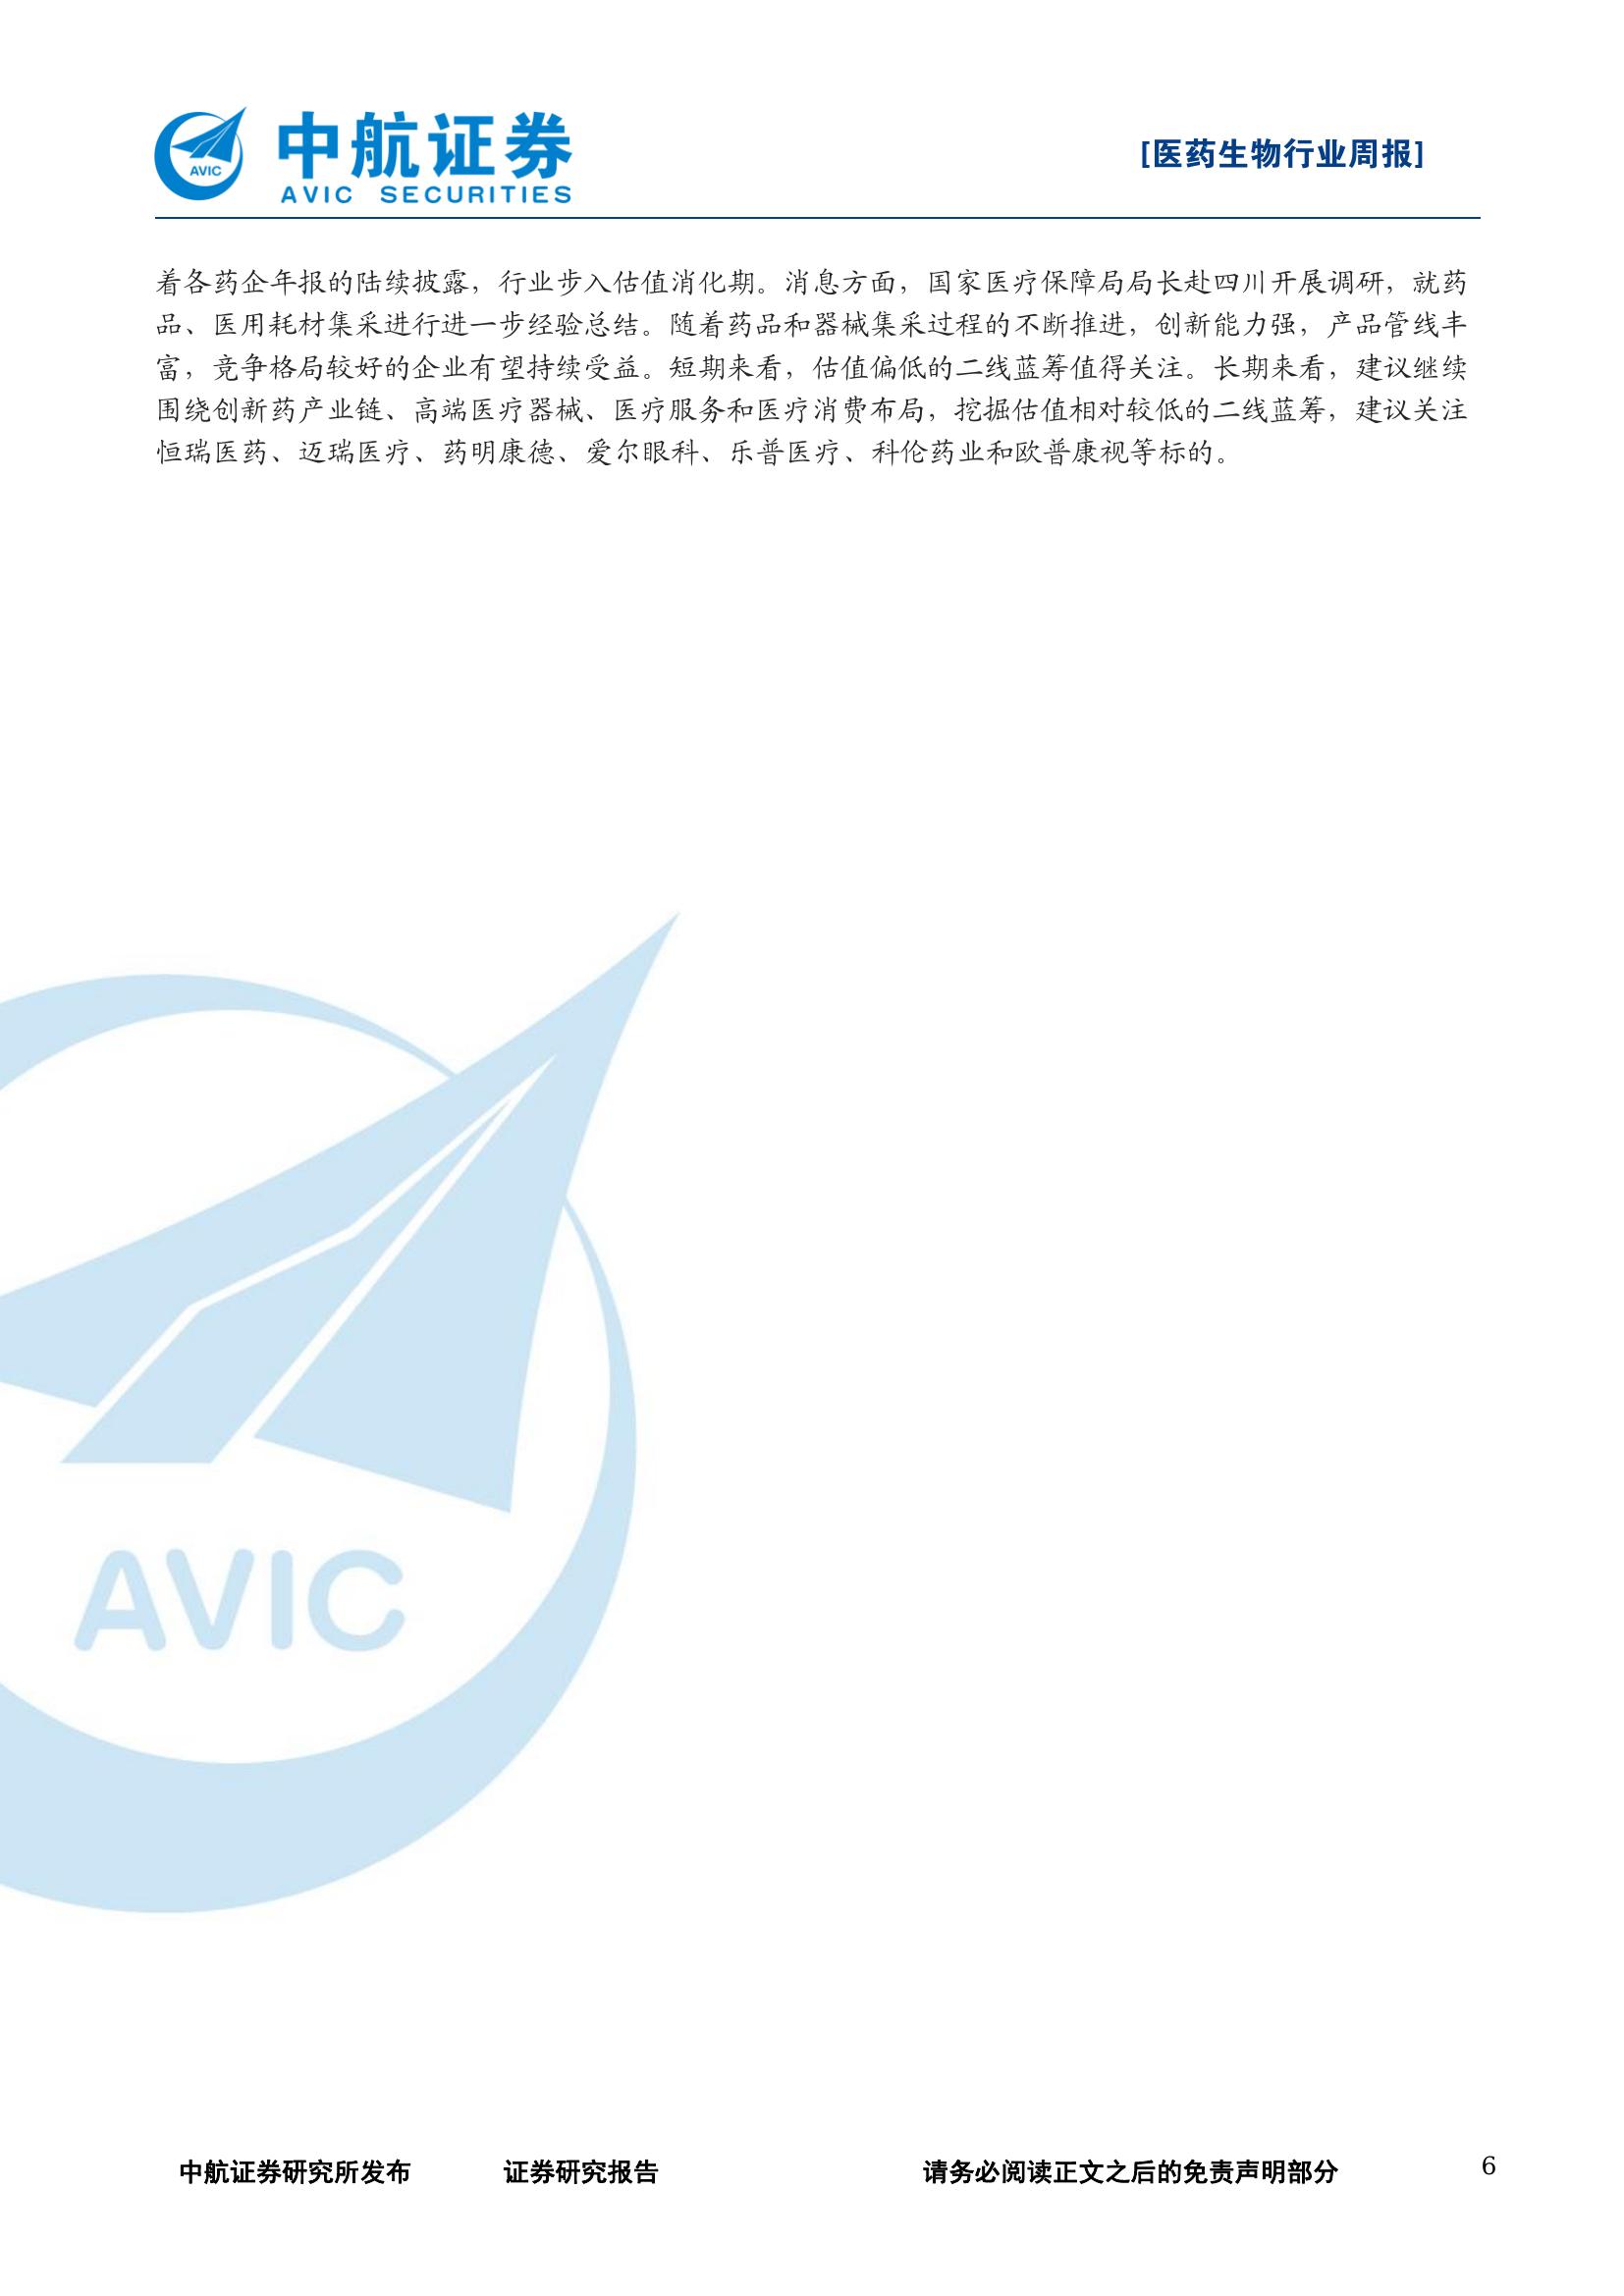 中航证券
AVIC SECURITIES
AVIC
[医药生物行业周报]
着各药企年报的陆续披露，行业步入估值消化期。消息方面，国家医疗保障局局长赴四川开展调研，就药
品、医用耗材集采进行进一步经验总结。随着药品和器械集采过程的不断推进，创新能力强，产品管线丰
富，竞争格局较好的企业有望持续受益。短期来看，估值偏低的二线蓝筹值得关注。长期来看，建议继续
围绕创新药产业链、高端医疗器械、医疗服务和医疗消费布局，挖掘估值相对较低的二线蓝筹，建议关注
恒瑞医药、迈瑞医疗、药明康德、爱尔眼科、乐普医疗、科伦药业和欧普康视等标的。
AVIC
中航证券研究所发布 证券研究报告 请务必阅读正文之后的免责声明部分 6